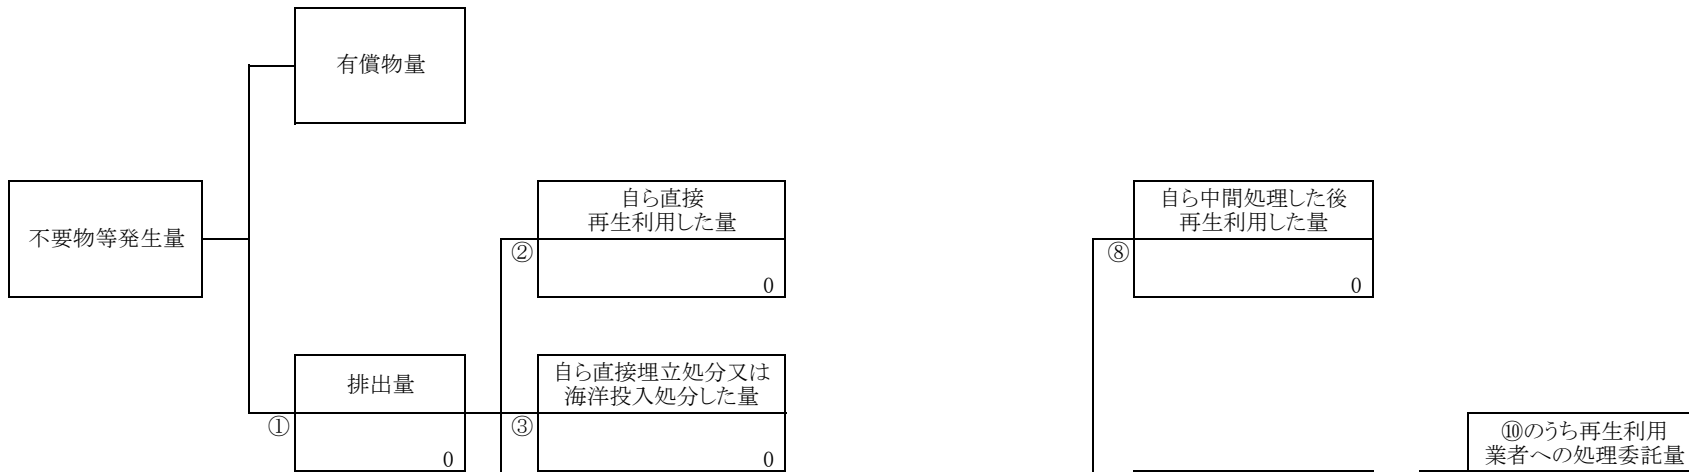 有償物量
不要物等発生量
自ら直接
再生利用した量
②
0
自ら中間処理した後
再生利用した量
⑧
0
排出量
①
0
自ら直接埋立処分又は
海洋投入処分した量
③
0
⑩のうち再生利用
業者への処理委託量